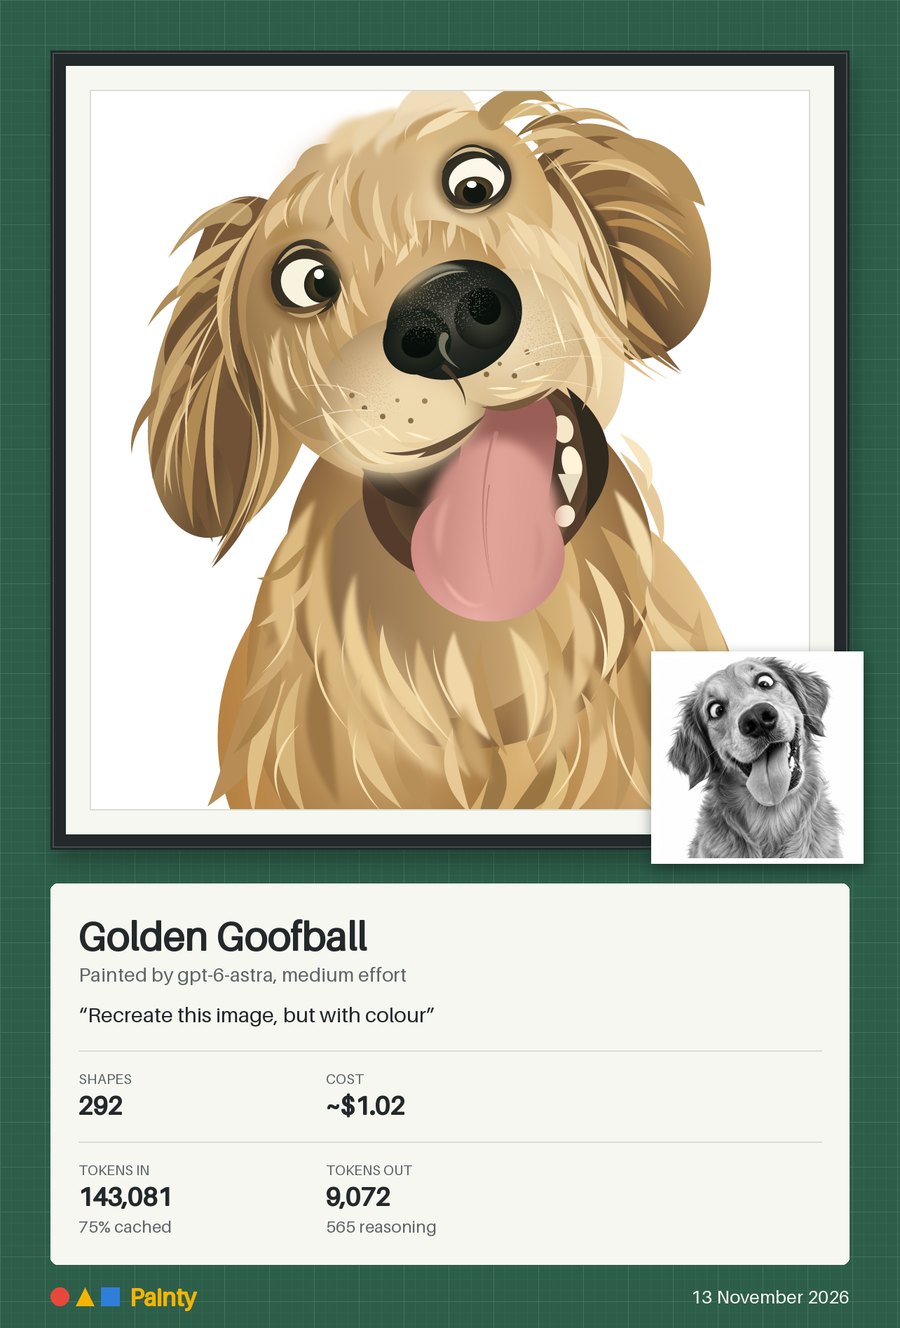 Golden Goofball
Painted by gpt-6-astra, medium effort
“Recreate this image, but with colour”
SHAPES
292
COST
~$1.02
TOKENS IN
143,081
75% cached
TOKENS OUT
9,072
565 reasoning
Painty
13 November 2026